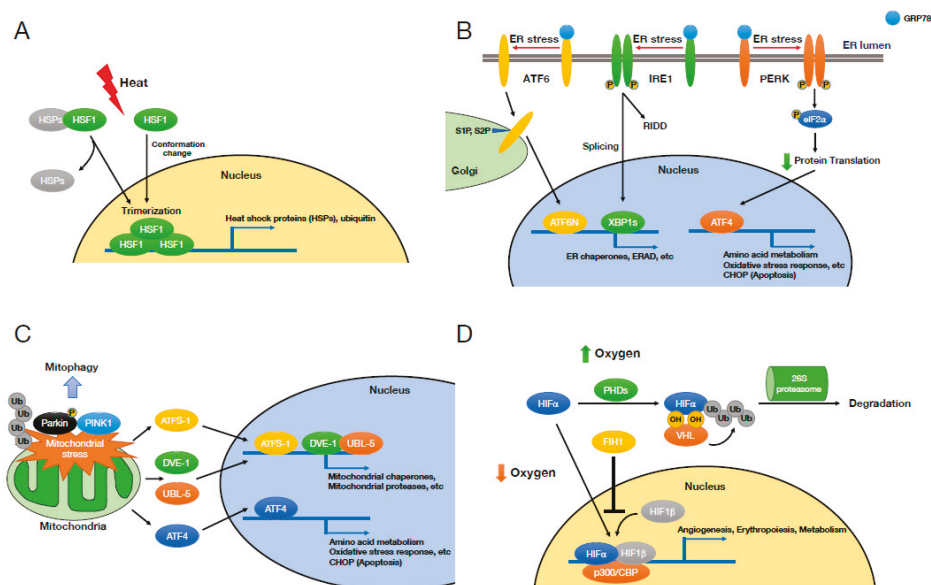 A
Heat
HSPs
HSF1
HSF1
Conformation
change
HSPs
Nucleus
Trimerization
HSF1
HSF1
HSF1
Heat shock proteins (HSPs), ubiquitin
B
GRP78
ER stress
ER stress
ER stress
ER lumen
ATF6
IRE1
PERK
P
P
P
P
S1P, S2P
RIDD
P
eIF2α
Golgi
Splicing
Protein Translation
Nucleus
ATF6N
XBP1s
ATF4
ER chaperones, ERAD, etc
Amino acid metabolism
Oxidative stress response, etc
CHOP (Apoptosis)
C
Mitophagy
Ub
Ub
Ub
Ub
Parkin
P
PINK1
Mitochondrial
stress
Mitochondria
ATFS-1
DVE-1
UBL-5
ATF4
Nucleus
ATFS-1
DVE-1
UBL-5
Mitochondrial chaperones,
Mitochondrial proteases, etc
ATF4
Amino acid metabolism
Oxidative stress response, etc
CHOP (Apoptosis)
D
Oxygen
HIFα
PHDs
HIFα
OH
OH
VHL
Ub
Ub
Ub
Ub
26S
proteasome
Degradation
FIH1
Oxygen
Nucleus
HIF1β
HIFα
HIF1β
p300/CBP
Angiogenesis, Erythropoiesis, Metabolism